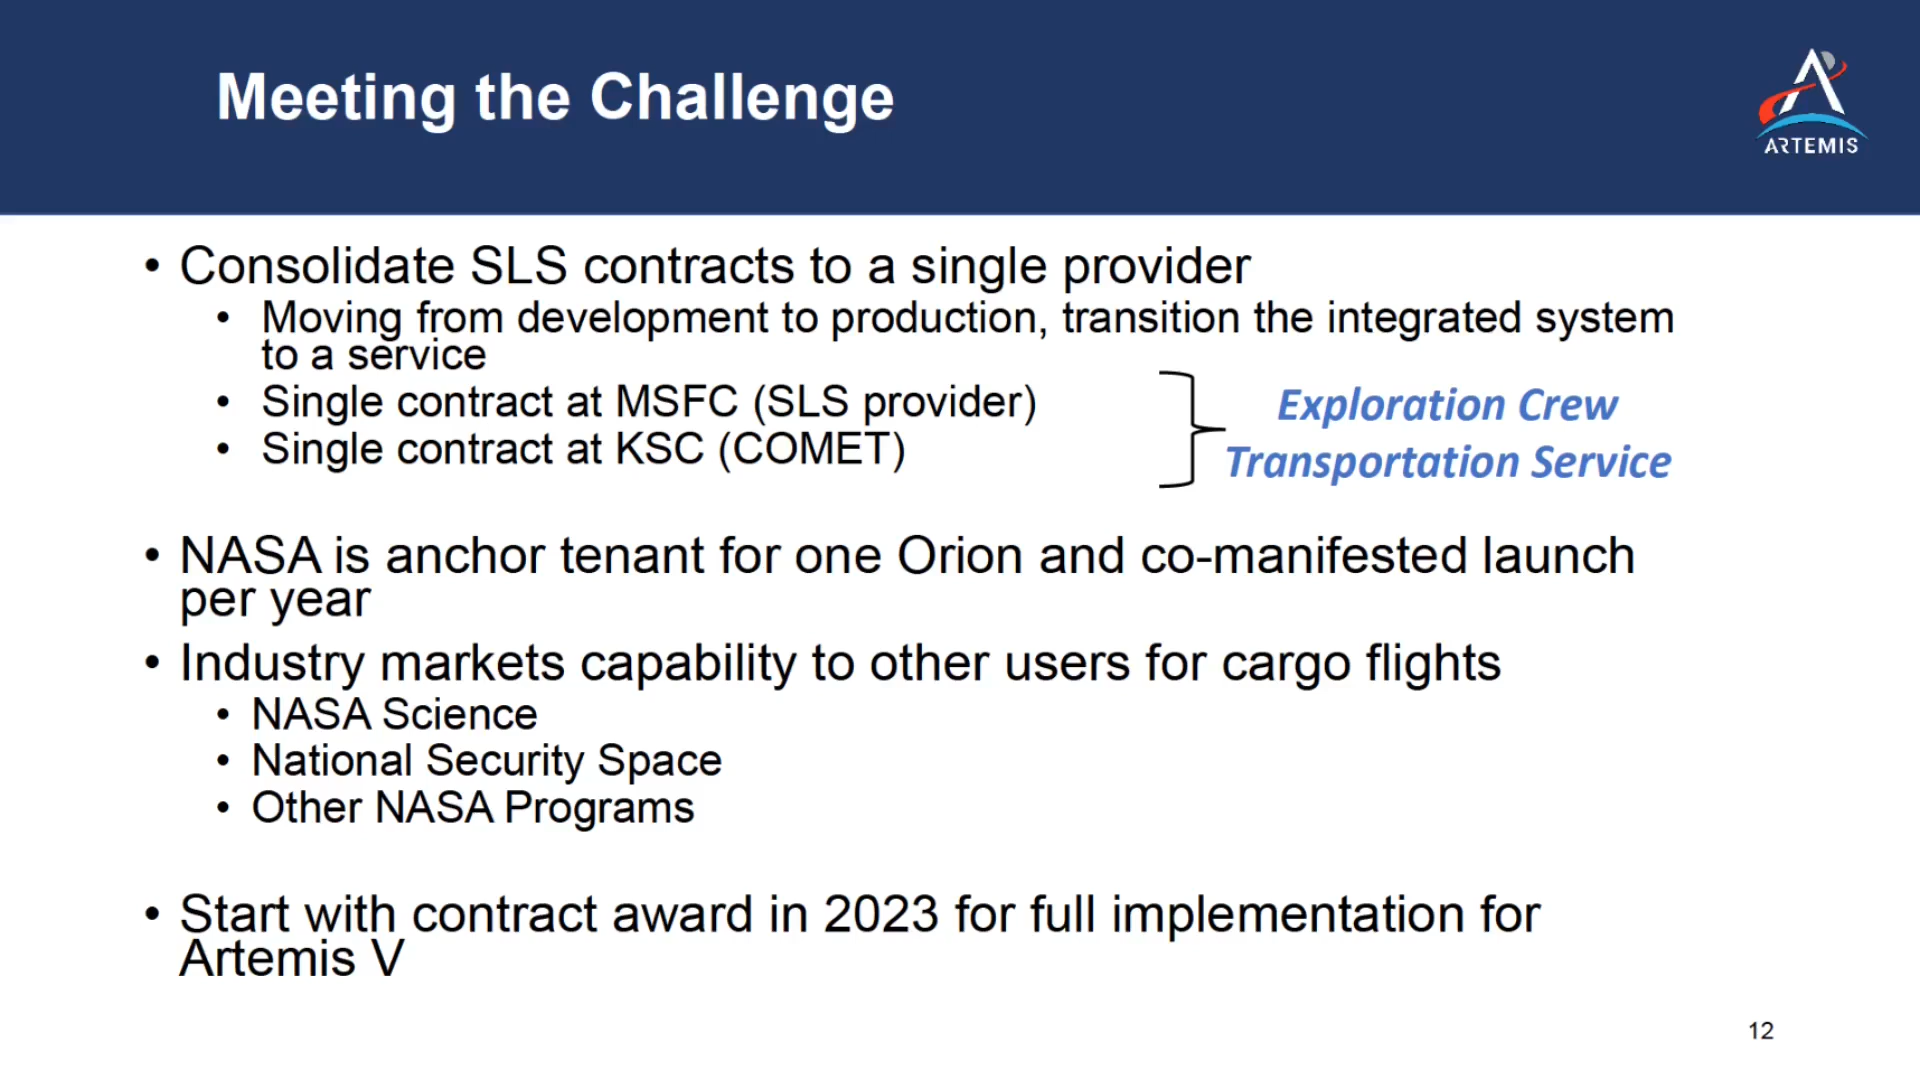 Meeting the Challenge
ARTEMIS
• Consolidate SLS contracts to a single provider
• Moving from development to production, transition the integrated system
to a service
• Single contract at MSFC (SLS provider)
• Single contract at KSC (COMET)
Exploration Crew
Transportation Service
• NASA is anchor tenant for one Orion and co-manifested launch
per year
• Industry markets capability to other users for cargo flights
• NASA Science
• National Security Space
• Other NASA Programs
• Start with contract award in 2023 for full implementation for
Artemis V
12